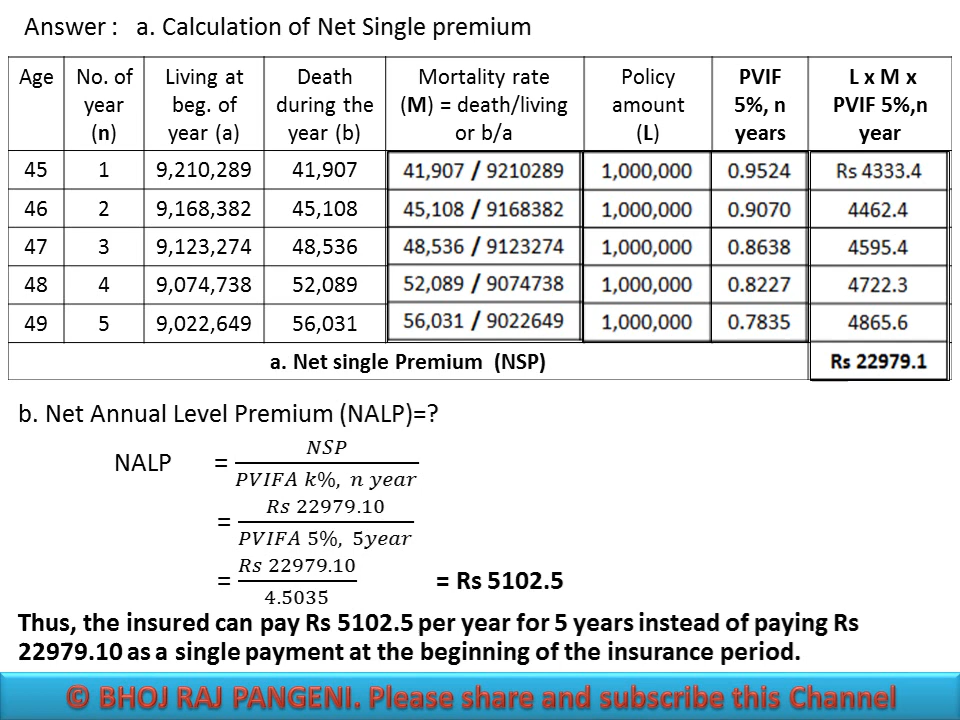 Answer : a. Calculation of Net Single premium
Age No. of year (n) Living at beg. of year (a) Death during the year (b) Mortality rate (M) = death/living or b/a Policy amount (L) PVIF 5%, n years L x M x PVIF 5%,n year
45 1 9,210,289 41,907 41,907 / 9210289 1,000,000 0.9524 Rs 4333.4
46 2 9,168,382 45,108 45,108 / 9168382 1,000,000 0.9070 4462.4
47 3 9,123,274 48,536 48,536 / 9123274 1,000,000 0.8638 4595.4
48 4 9,074,738 52,089 52,089 / 9074738 1,000,000 0.8227 4722.3
49 5 9,022,649 56,031 56,031 / 9022649 1,000,000 0.7835 4865.6
a. Net single Premium (NSP) Rs 22979.1
b. Net Annual Level Premium (NALP)=?
NALP = NSP
PVIFA k%, n year
= Rs 22979.10
PVIFA 5%, 5year
= Rs 22979.10
4.5035 = Rs 5102.5
Thus, the insured can pay Rs 5102.5 per year for 5 years instead of paying Rs
22979.10 as a single payment at the beginning of the insurance period.
© BHOJ RAJ PANGENI. Please share and subscribe this Channel